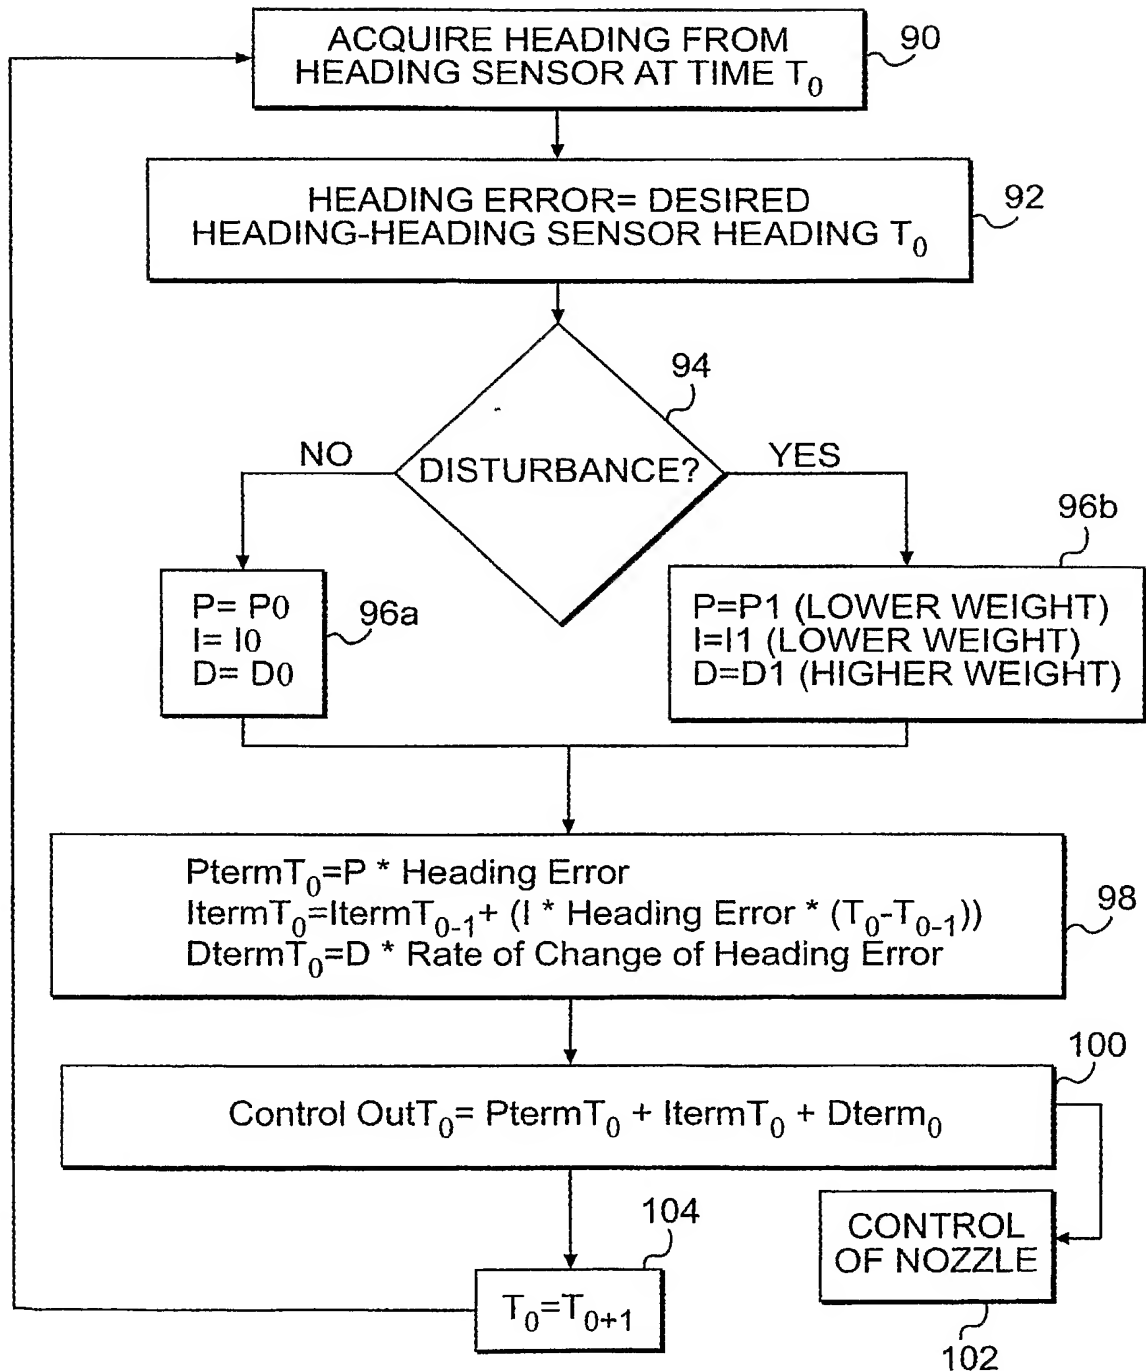 ACQUIRE HEADING FROM
HEADING SENSOR AT TIME T₀
90
HEADING ERROR= DESIRED
HEADING-HEADING SENSOR HEADING T₀
92
94
DISTURBANCE?
NO
YES
P= P0
I= I0
D= D0
96a
96b
P=P1 (LOWER WEIGHT)
I=I1 (LOWER WEIGHT)
D=D1 (HIGHER WEIGHT)
PtermT₀=P * Heading Error
ItermT₀=ItermT₀₋₁+ (I * Heading Error * (T₀-T₀₋₁))
DtermT₀=D * Rate of Change of Heading Error
98
Control OutT₀= PtermT₀ + ItermT₀ + Dterm₀
100
CONTROL
OF NOZZLE
102
104
T₀=T₀₊₁